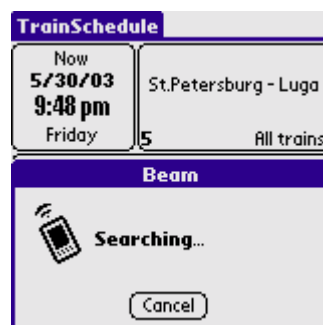 TrainSchedule
Now
5/30/03
9:48 pm
Friday
St.Petersburg - Luga
5 All trains
Beam
Searching...
Cancel